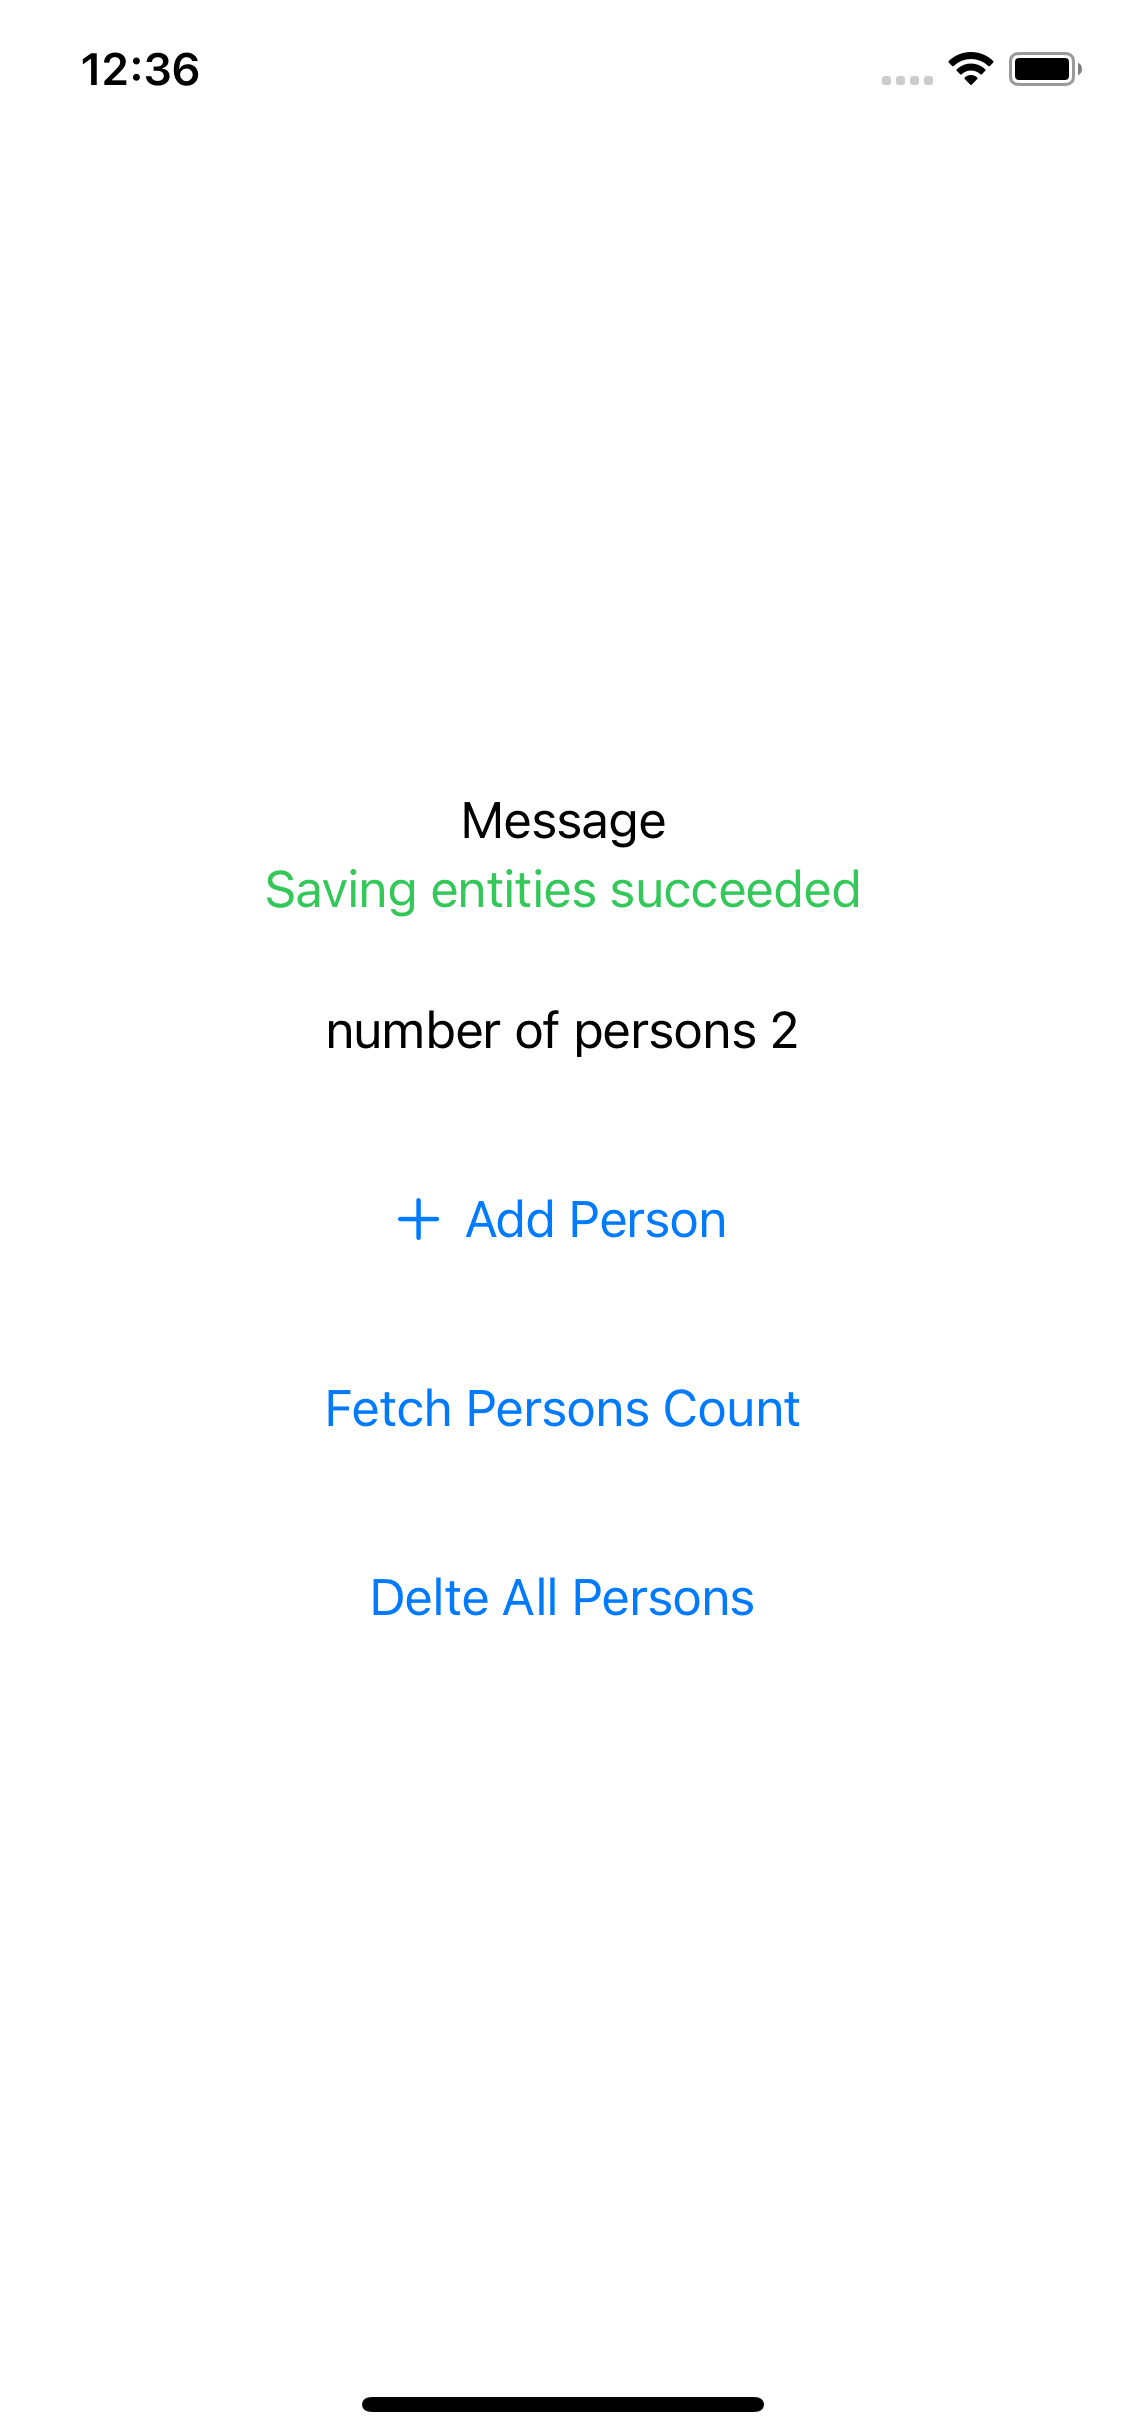 12:36
Message
Saving entities succeeded
number of persons 2
+ Add Person
Fetch Persons Count
Delte All Persons